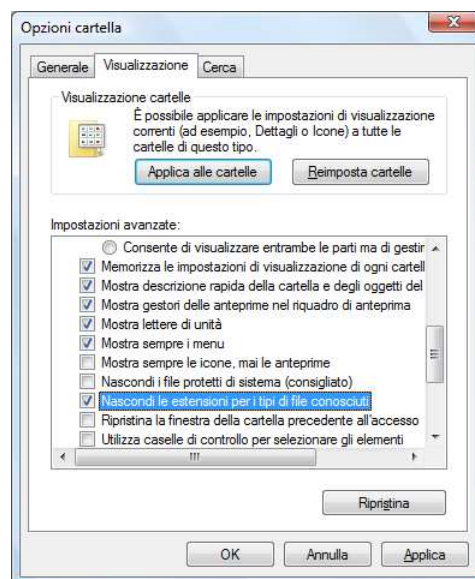 Opzioni cartella
Generale Visualizzazione Cerca
Visualizzazione cartelle
È possibile applicare le impostazioni di visualizzazione
correnti (ad esempio, Dettagli o Icone) a tutte le
cartelle di questo tipo.
Applica alle cartelle Reimposta cartelle
Impostazioni avanzate:
Consente di visualizzare entrambe le parti ma di gestir
Memorizza le impostazioni di visualizzazione di ogni cartell
Mostra descrizione rapida della cartella e degli oggetti del
Mostra gestori delle anteprime nel riquadro di anteprima
Mostra lettere di unità
Mostra sempre i menu
Mostra sempre le icone, mai le anteprime
Nascondi i file protetti di sistema (consigliato)
Nascondi le estensioni per i tipi di file conosciuti
Ripristina la finestra della cartella precedente all'accesso
Utilizza caselle di controllo per selezionare gli elementi
Ripristina
OK Annulla Applica